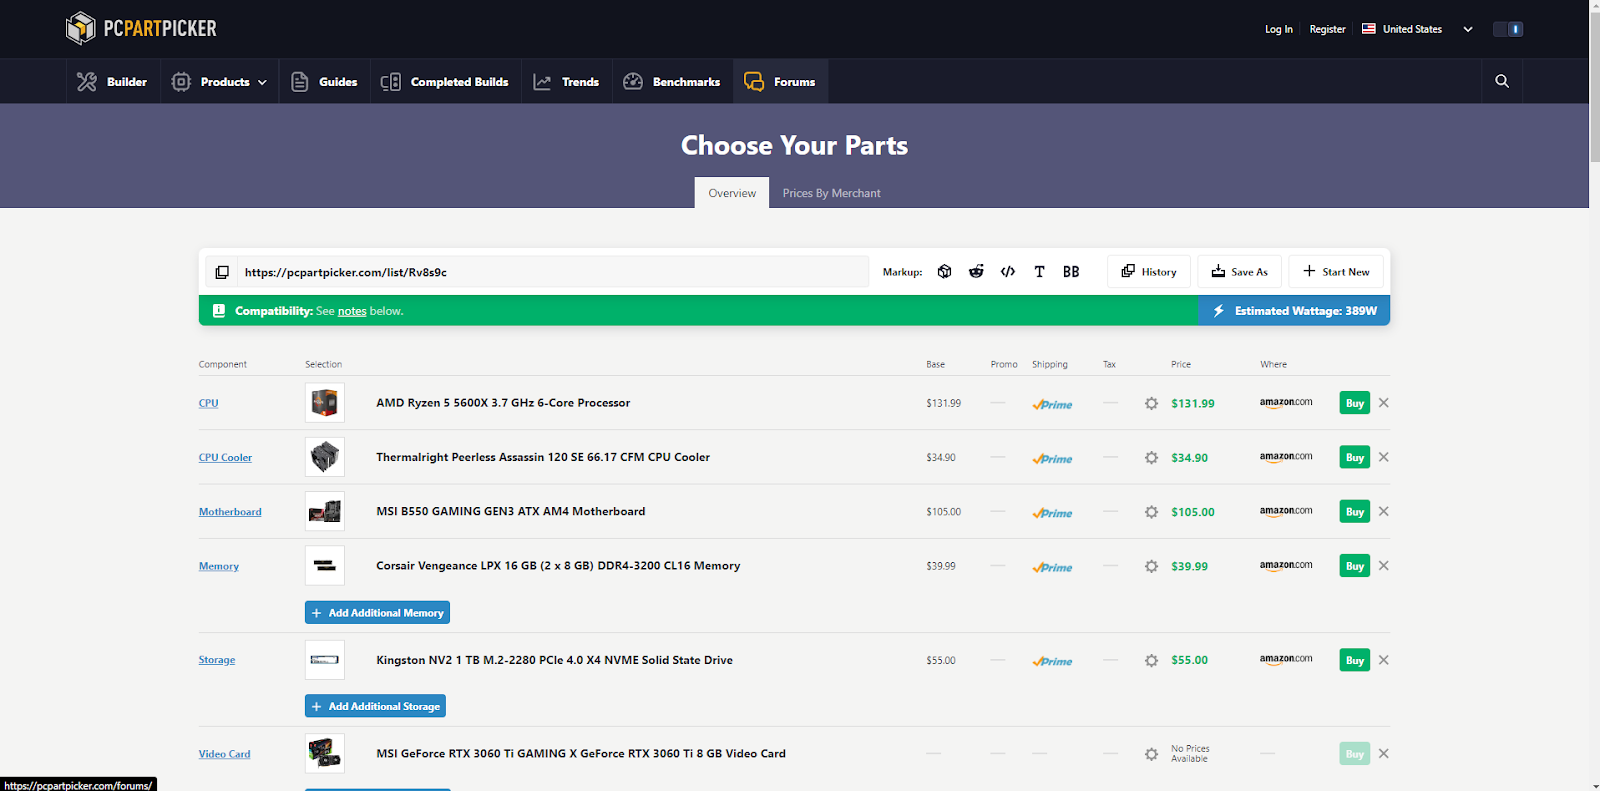 PCPARTPICKER
Log In Register United States
Builder Products Guides Completed Builds Trends Benchmarks Forums
Choose Your Parts
Overview Prices By Merchant
https://pcpartpicker.com/list/Rv8s9c Markup: T BB History Save As + Start New
Compatibility: See notes below. Estimated Wattage: 389W
Component Selection Base Promo Shipping Tax Price Where
CPU AMD Ryzen 5 5600X 3.7 GHz 6-Core Processor $131.99 — Prime — $131.99 amazon.com Buy
CPU Cooler Thermalright Peerless Assassin 120 SE 66.17 CFM CPU Cooler $34.90 — Prime — $34.90 amazon.com Buy
Motherboard MSI B550 GAMING GEN3 ATX AM4 Motherboard $105.00 — Prime — $105.00 amazon.com Buy
Memory Corsair Vengeance LPX 16 GB (2 x 8 GB) DDR4-3200 CL16 Memory $39.99 — Prime — $39.99 amazon.com Buy
+ Add Additional Memory
Storage Kingston NV2 1 TB M.2-2280 PCIe 4.0 X4 NVME Solid State Drive $55.00 — Prime — $55.00 amazon.com Buy
+ Add Additional Storage
Video Card MSI GeForce RTX 3060 Ti GAMING X GeForce RTX 3060 Ti 8 GB Video Card — — — — No Prices Available — Buy
https://pcpartpicker.com/forums/